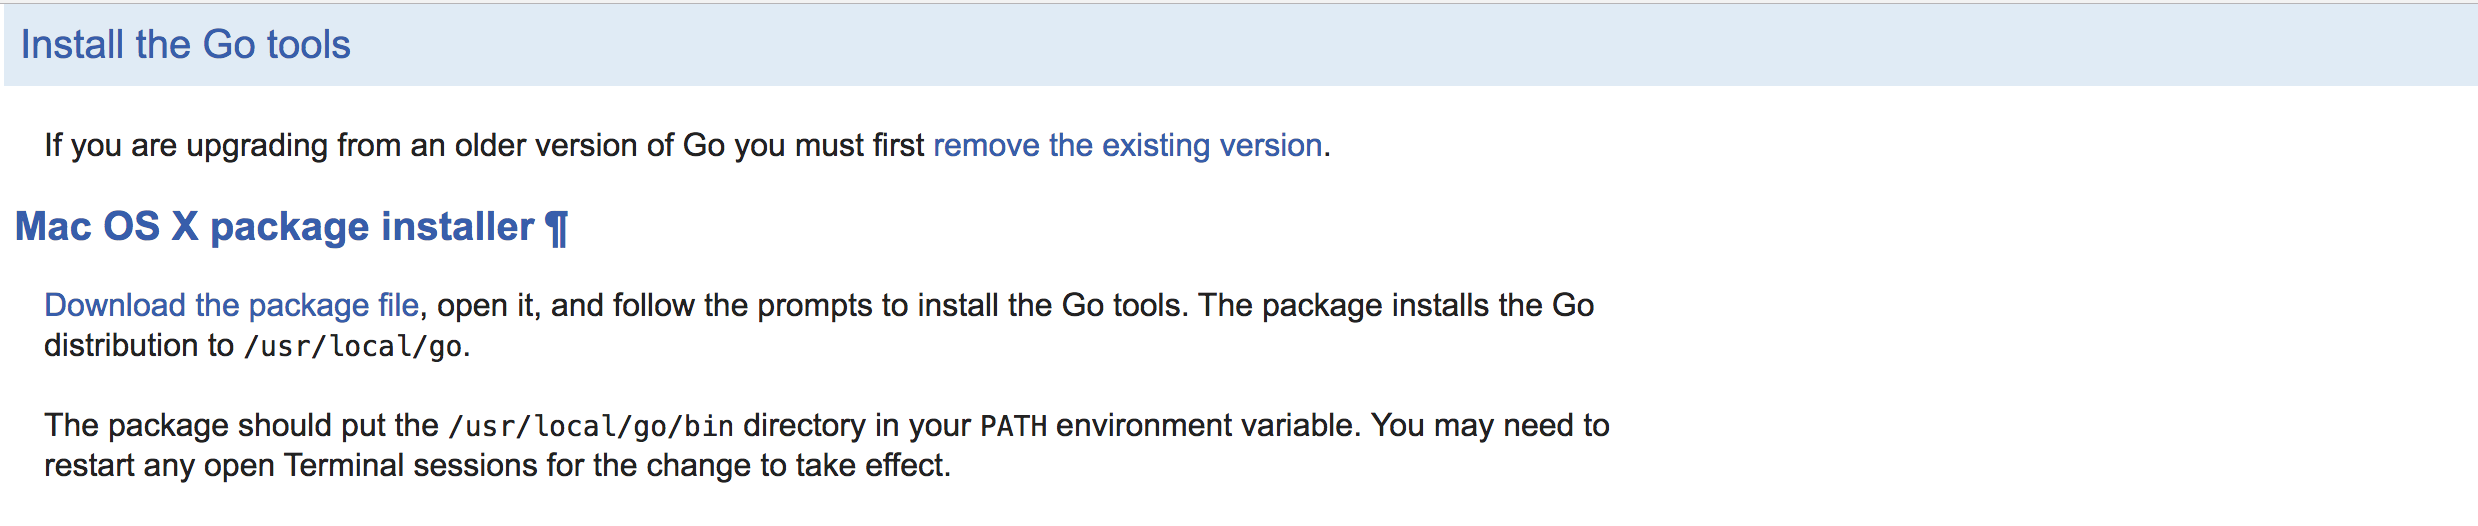 Install the Go tools
If you are upgrading from an older version of Go you must first remove the existing version.
Mac OS X package installer ¶
Download the package file, open it, and follow the prompts to install the Go tools. The package installs the Go
distribution to /usr/local/go.
The package should put the /usr/local/go/bin directory in your PATH environment variable. You may need to
restart any open Terminal sessions for the change to take effect.